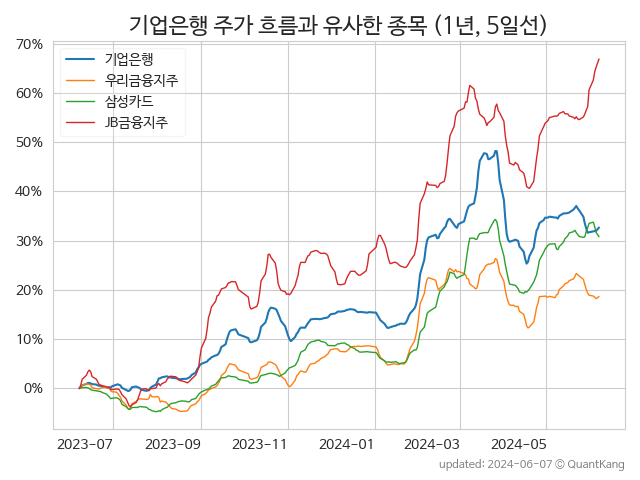 기업은행 주가 흐름과 유사한 종목 (1년, 5일선)
70%
60%
50%
40%
30%
20%
10%
0%
기업은행
우리금융지주
삼성카드
JB금융지주
2023-07
2023-09
2023-11
2024-01
2024-03
2024-05
updated: 2024-06-07 © QuantKang